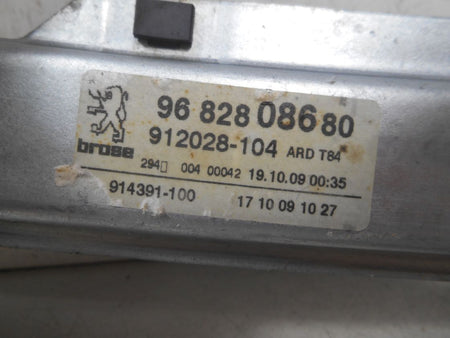 96 828 086 80
912028-104 ARD T84
brose
294 004 00042 19.10.09 00:35
914391-100 17 10 09 10 27